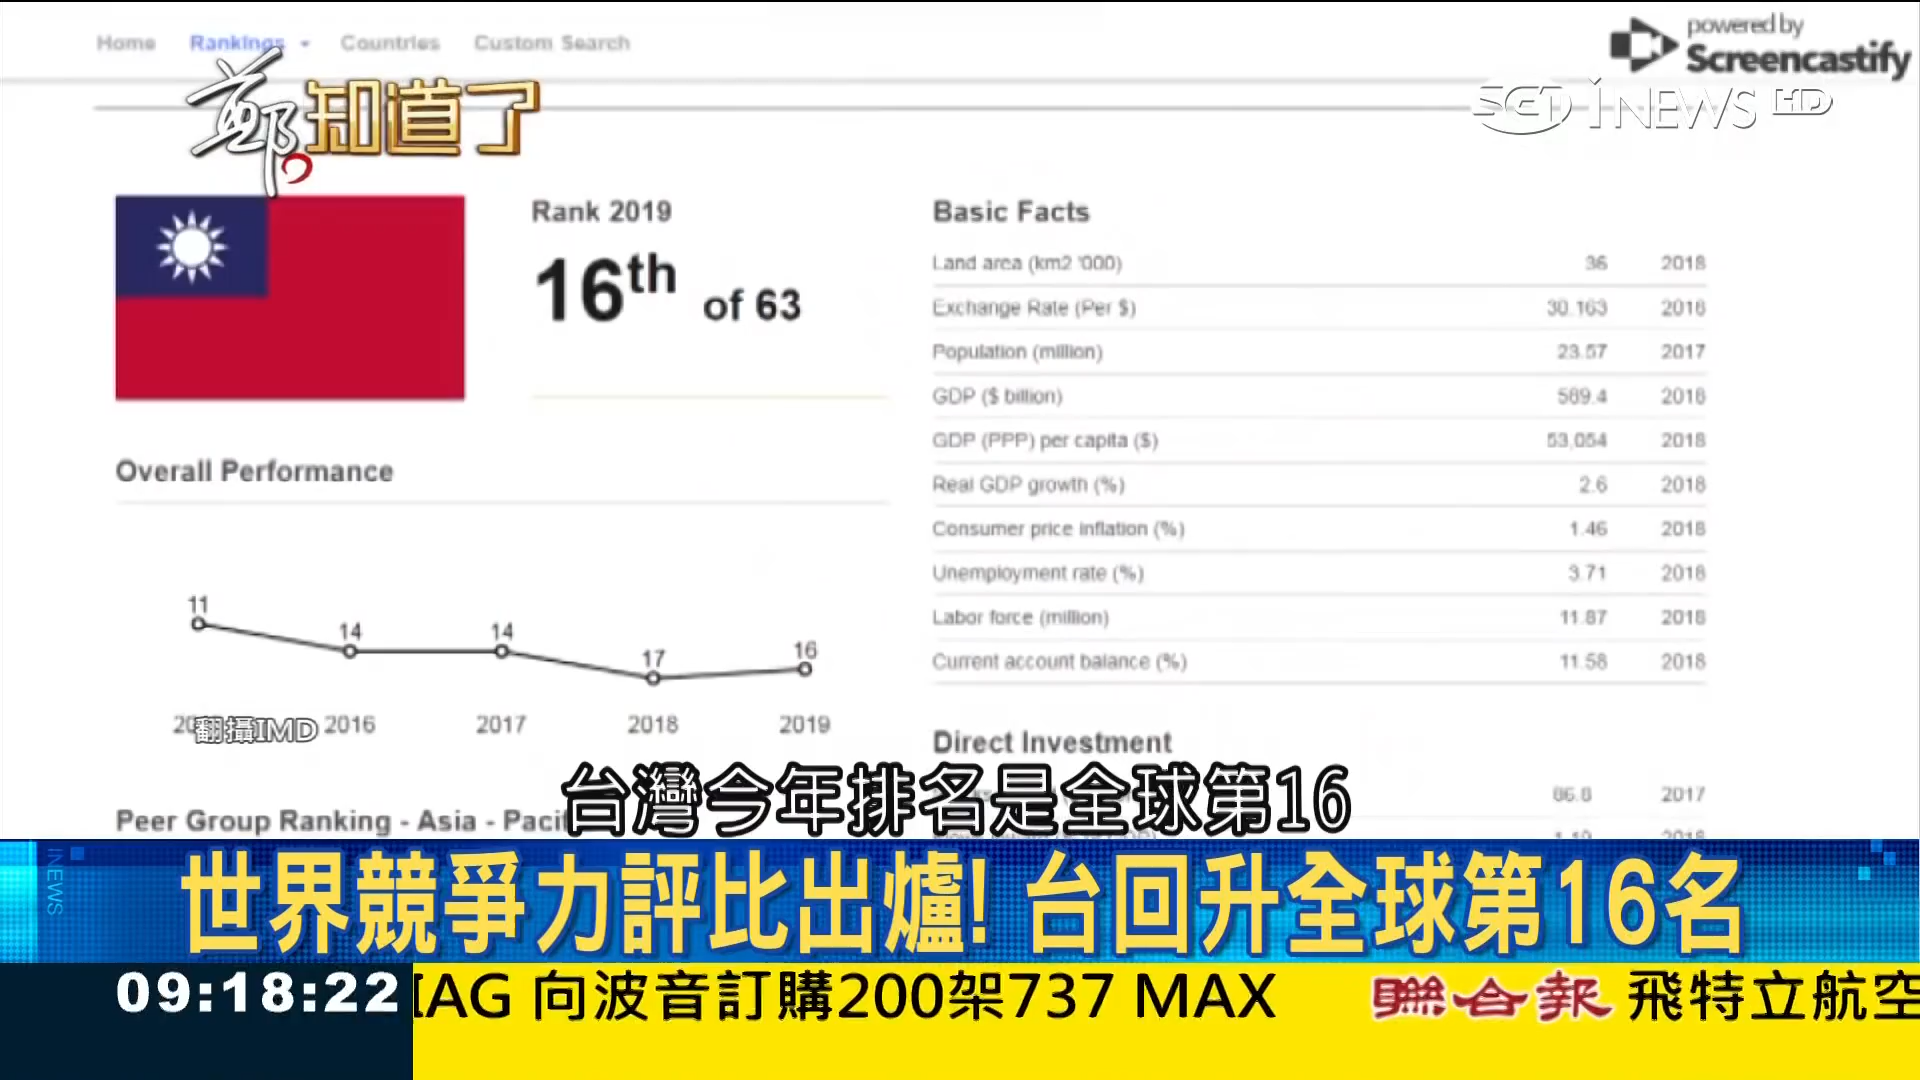 Home Rankings Countries Custom Search
powered by
Screencastify
鄭知道了
SET iNEWS HD
Rank 2019
16th of 63
Basic Facts
Land area (km2 '000) 36 2018
Exchange Rate (Per $) 30.163 2018
Population (million) 23.57 2017
GDP ($ billion) 589.4 2018
GDP (PPP) per capita ($) 53,054 2018
Real GDP growth (%) 2.6 2018
Consumer price inflation (%) 1.46 2018
Unemployment rate (%) 3.71 2018
Labor force (million) 11.87 2018
Current account balance (%) 11.58 2018
Overall Performance
11 14 14 17 16
2016 2017 2018 2019
翻攝IMD
Direct Investment
86.8 2017
Peer Group Ranking - Asia - Pacif
台灣今年排名是全球第16
iNEWS
世界競爭力評比出爐! 台回升全球第16名
09:18:22
IAG 向波音訂購200架737 MAX 聯合報 飛特立航空